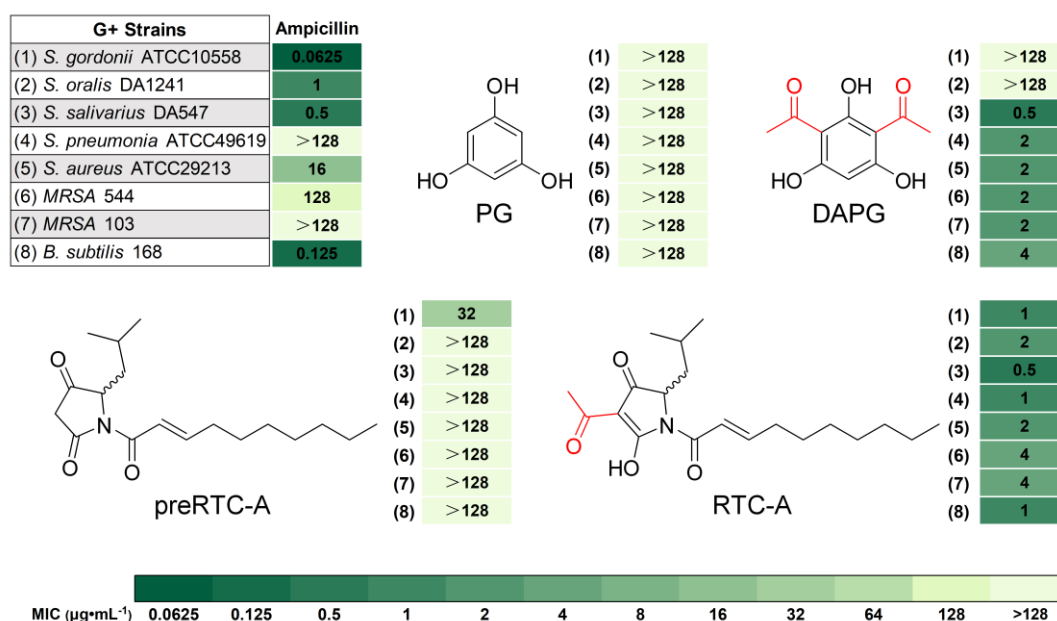 G+ Strains Ampicillin
(1) S. gordonii ATCC10558 0.0625
(2) S. oralis DA1241 1
(3) S. salivarius DA547 0.5
(4) S. pneumonia ATCC49619 >128
(5) S. aureus ATCC29213 16
(6) MRSA 544 128
(7) MRSA 103 >128
(8) B. subtilis 168 0.125
OH
HO
OH
PG
(1) >128
(2) >128
(3) >128
(4) >128
(5) >128
(6) >128
(7) >128
(8) >128
O
OH
O
HO
OH
DAPG
(1) >128
(2) >128
(3) 0.5
(4) 2
(5) 2
(6) 2
(7) 2
(8) 4
O
N
O
O
preRTC-A
(1) 32
(2) >128
(3) >128
(4) >128
(5) >128
(6) >128
(7) >128
(8) >128
O
O
N
HO
O
RTC-A
(1) 1
(2) 2
(3) 0.5
(4) 1
(5) 2
(6) 4
(7) 4
(8) 1
MIC (μg•mL⁻¹) 0.0625 0.125 0.5 1 2 4 8 16 32 64 128 >128